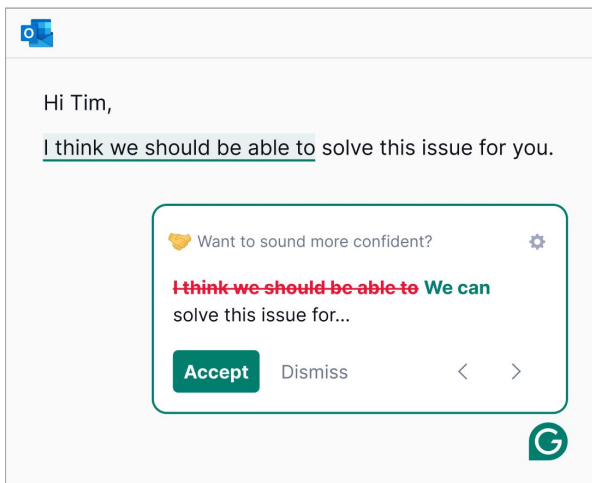 Hi Tim,
I think we should be able to solve this issue for you.
Want to sound more confident?
I think we should be able to We can
solve this issue for...
Accept Dismiss